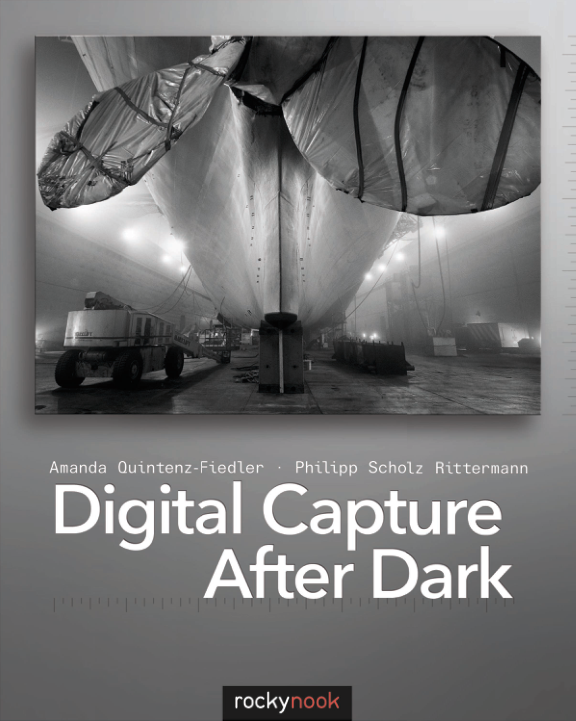 Amanda Quintenz-Fiedler · Philipp Scholz Rittermann
Digital Capture
After Dark
rockynook